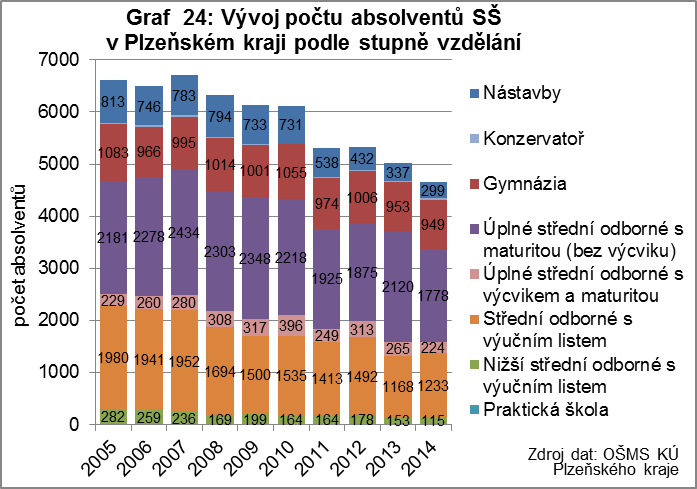 Graf 24: Vývoj počtu absolventů SŠ
v Plzeňském kraji podle stupně vzdělání
počet absolventů
7000
6000
5000
4000
3000
2000
1000
0
813 746 783 794 733 731 538 432 337 299
1083 966 995 1014 1001 1055 974 1006 953 949
2181 2278 2434 2303 2348 2218 1925 1875 2120 1778
229 260 280 308 317 396 249 313 265 224
1980 1941 1952 1694 1500 1535 1413 1492 1168 1233
282 259 236 169 199 164 164 178 153 115
2005 2006 2007 2008 2009 2010 2011 2012 2013 2014
Nástavby
Konzervatoř
Gymnázia
Úplné střední odborné s
maturitou (bez výcviku)
Úplné střední odborné s
výcvikem a maturitou
Střední odborné s
výučním listem
Nižší střední odborné s
výučním listem
Praktická škola
Zdroj dat: OŠMS KÚ
Plzeňského kraje